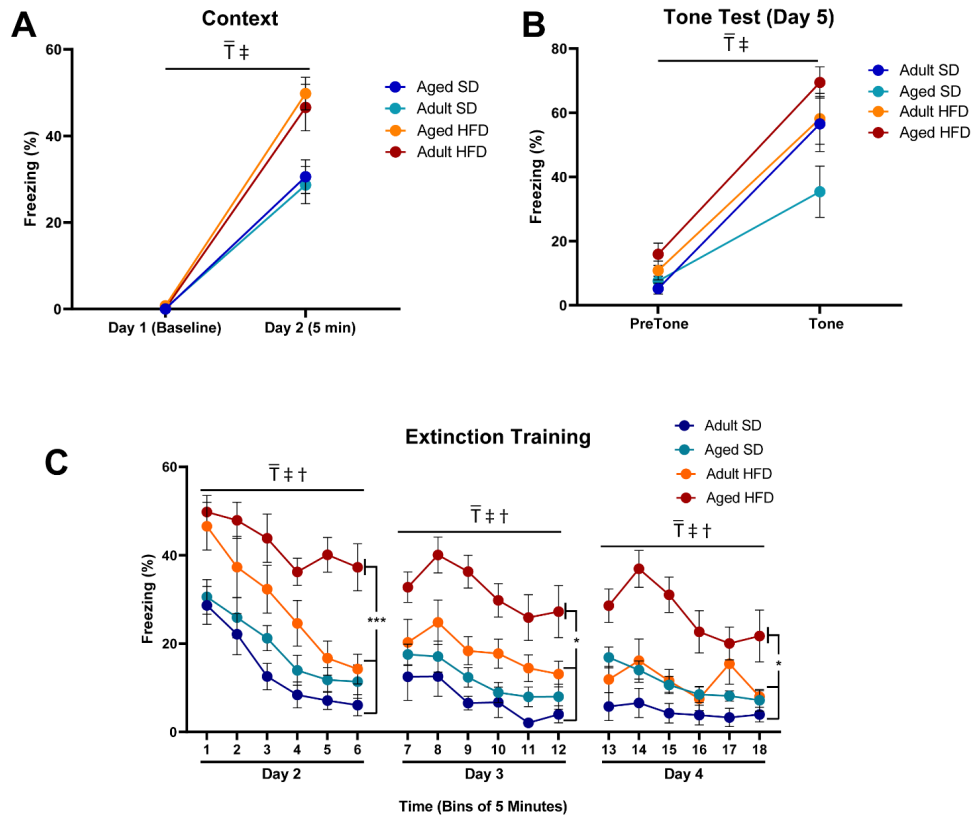 A
Context
T̅ ‡
60
40
20
0
Freezing (%)
Day 1 (Baseline)
Day 2 (5 min)
Aged SD
Adult SD
Aged HFD
Adult HFD
B
Tone Test (Day 5)
T̅ ‡
80
60
40
20
0
Freezing (%)
PreTone
Tone
Adult SD
Aged SD
Adult HFD
Aged HFD
C
Extinction Training
Adult SD
Aged SD
Adult HFD
Aged HFD
T̅ ‡ †
T̅ ‡ †
T̅ ‡ †
60
40
20
0
Freezing (%)
***
*
*
1 2 3 4 5 6 7 8 9 10 11 12 13 14 15 16 17 18
Day 2
Day 3
Day 4
Time (Bins of 5 Minutes)